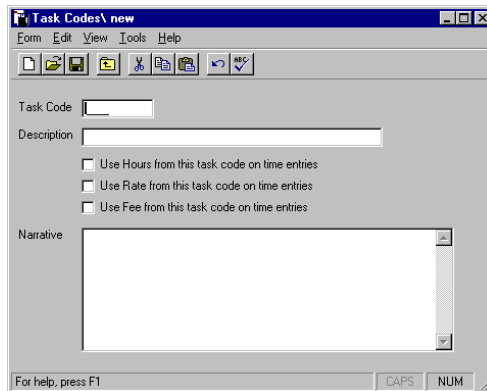 Task Codes\ new
Form Edit View Tools Help
ABC
Task Code
Description
Use Hours from this task code on time entries
Use Rate from this task code on time entries
Use Fee from this task code on time entries
Narrative
For help, press F1 CAPS NUM